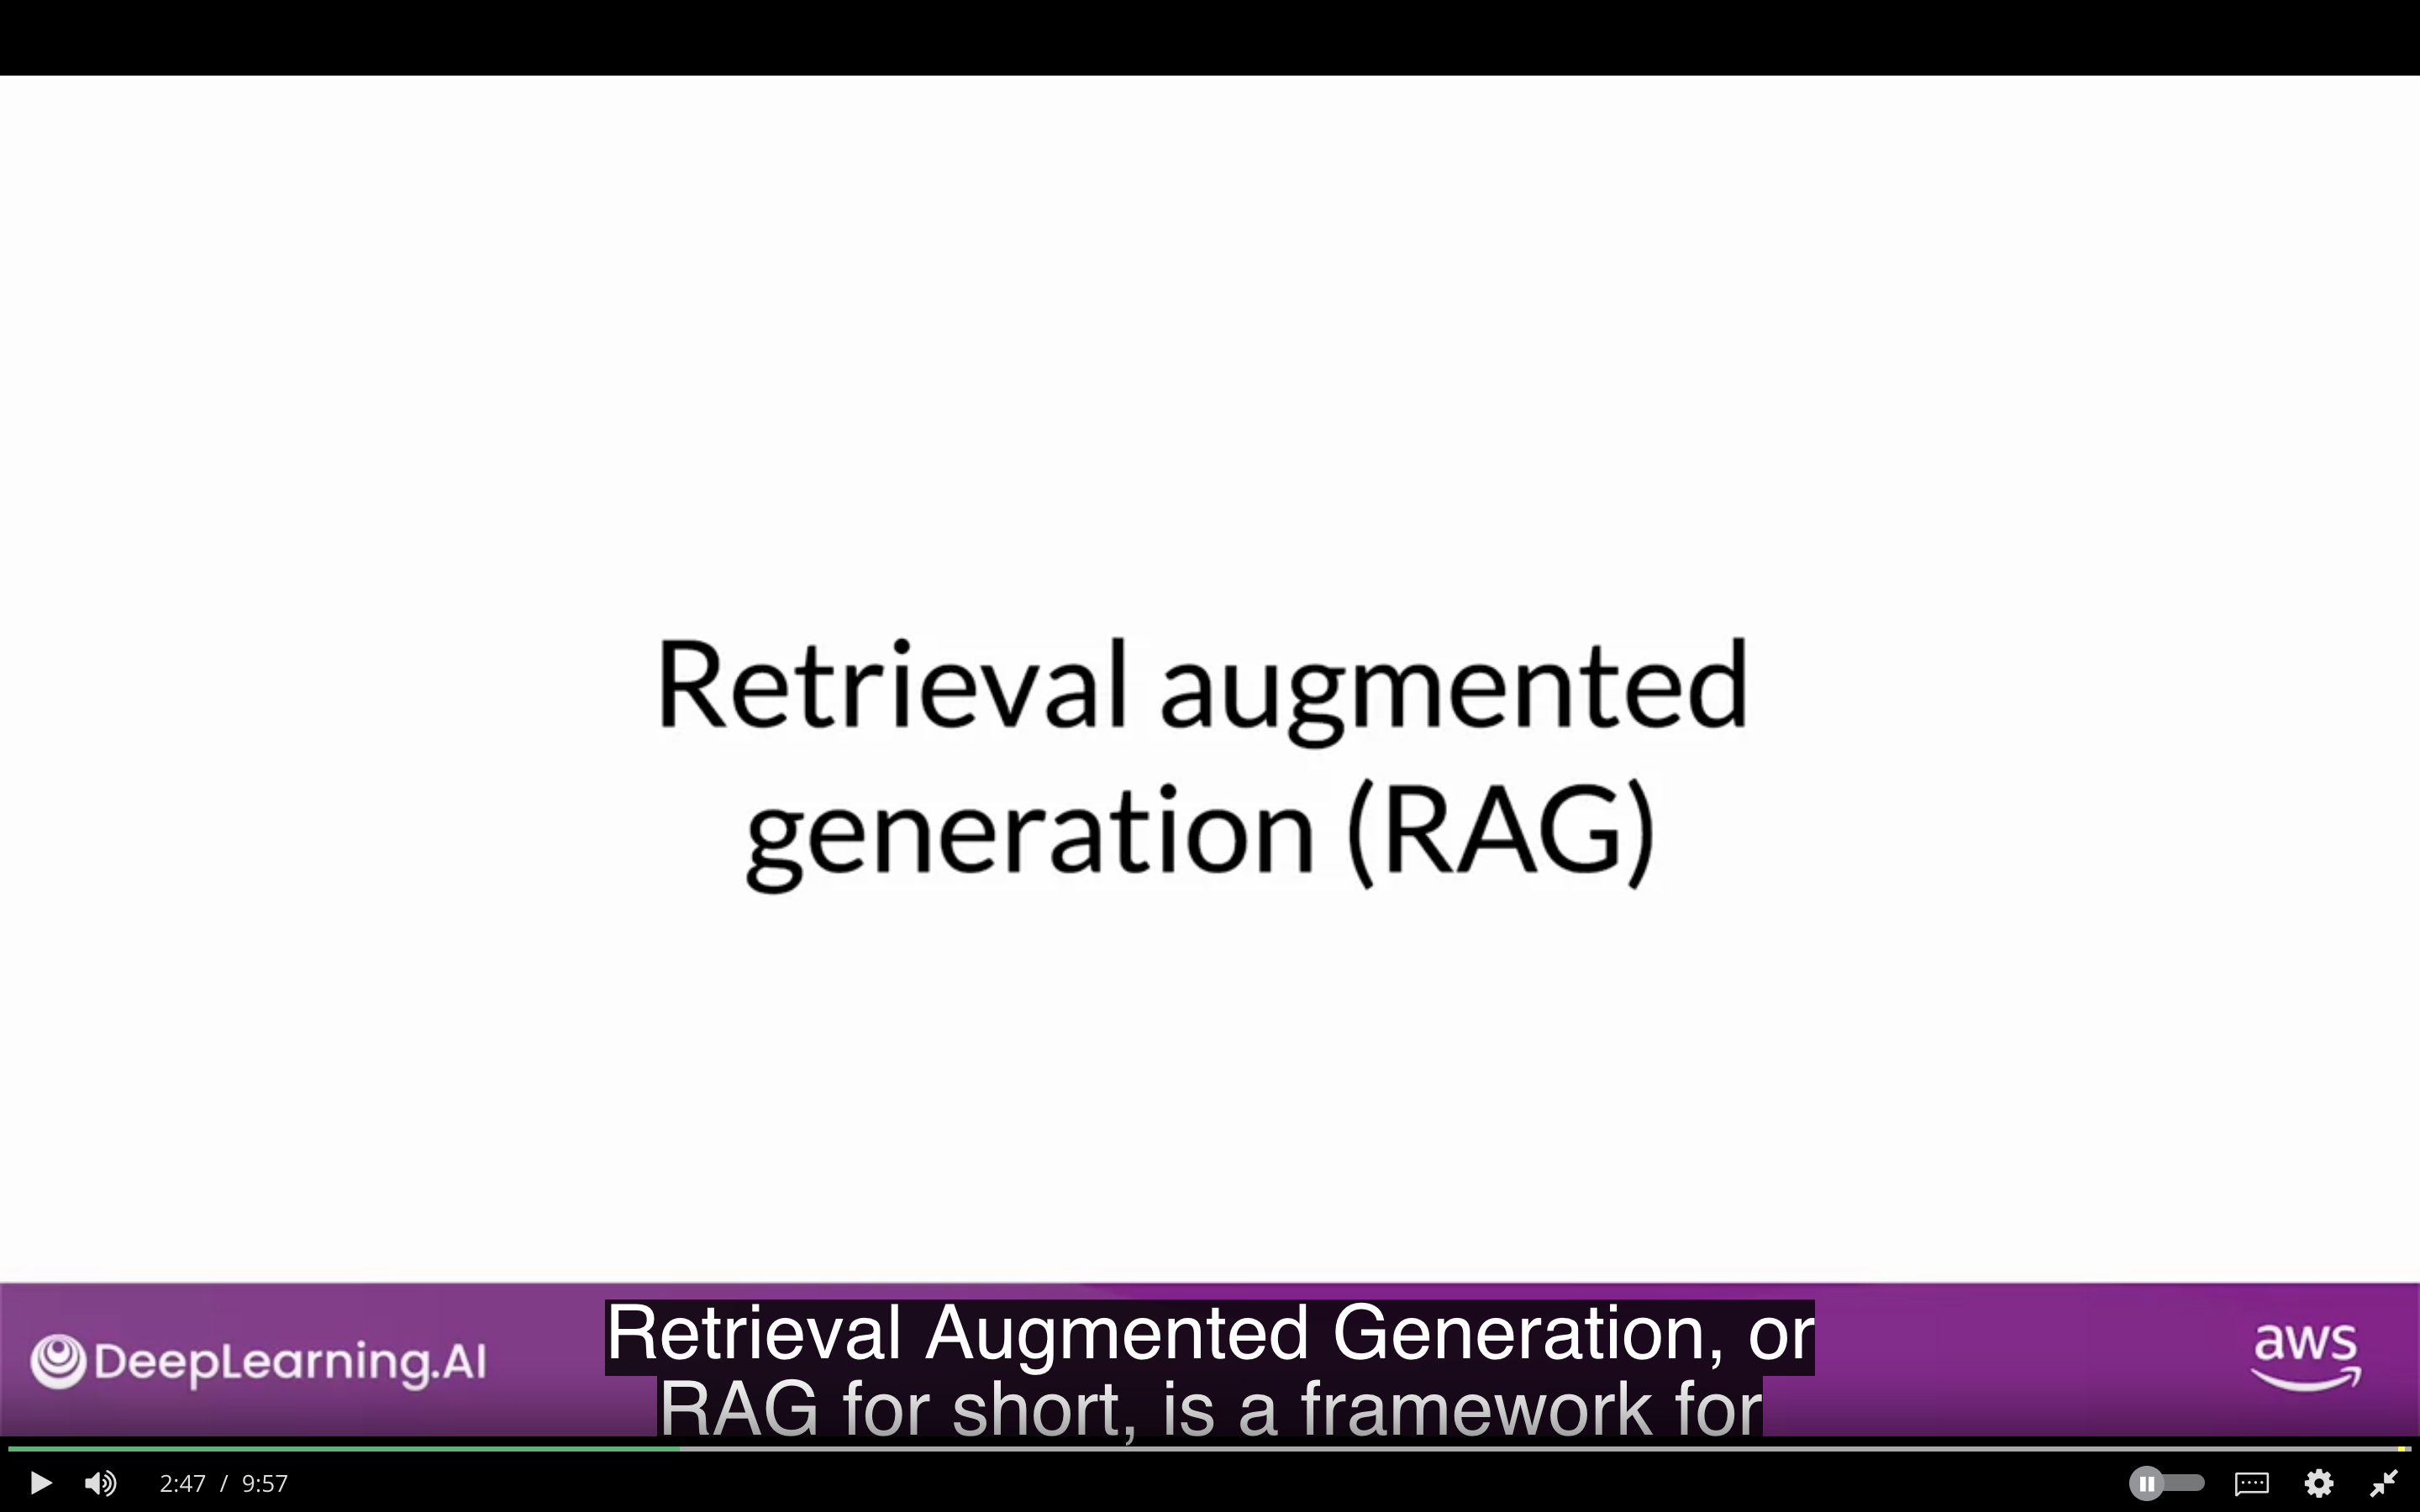 Retrieval augmented
generation (RAG)
DeepLearning.AI
Retrieval Augmented Generation, or
RAG for short, is a framework for
aws
2:47 / 9:57